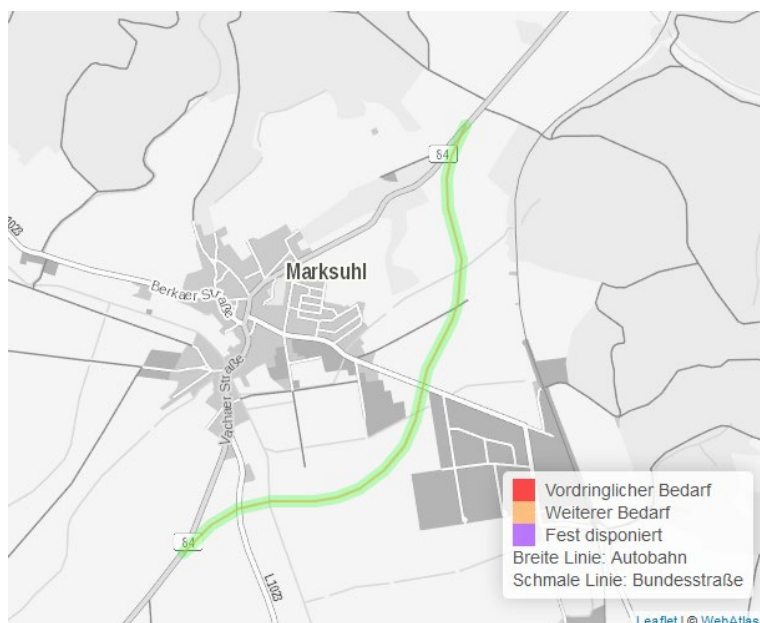 84
L1023
Marksuhl
Berkaer Straße
Vachaer Straße
84
L1023
Vordringlicher Bedarf
Weiterer Bedarf
Fest disponiert
Breite Linie: Autobahn
Schmale Linie: Bundesstraße
Leaflet | © WebAtlas